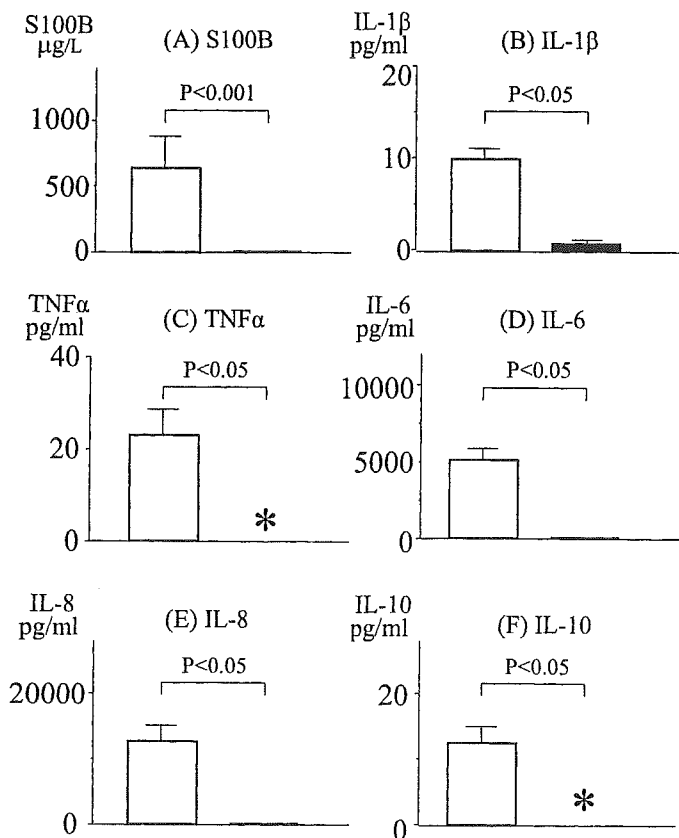 S100B
μg/L
(A) S100B
P<0.001
1000
500
0
IL-1β
pg/ml
(B) IL-1β
P<0.05
20
10
0
TNFα
pg/ml
(C) TNFα
P<0.05
40
20
0
*
IL-6
pg/ml
(D) IL-6
P<0.05
10000
5000
0
IL-8
pg/ml
(E) IL-8
P<0.05
20000
0
IL-10
pg/ml
(F) IL-10
P<0.05
20
0
*